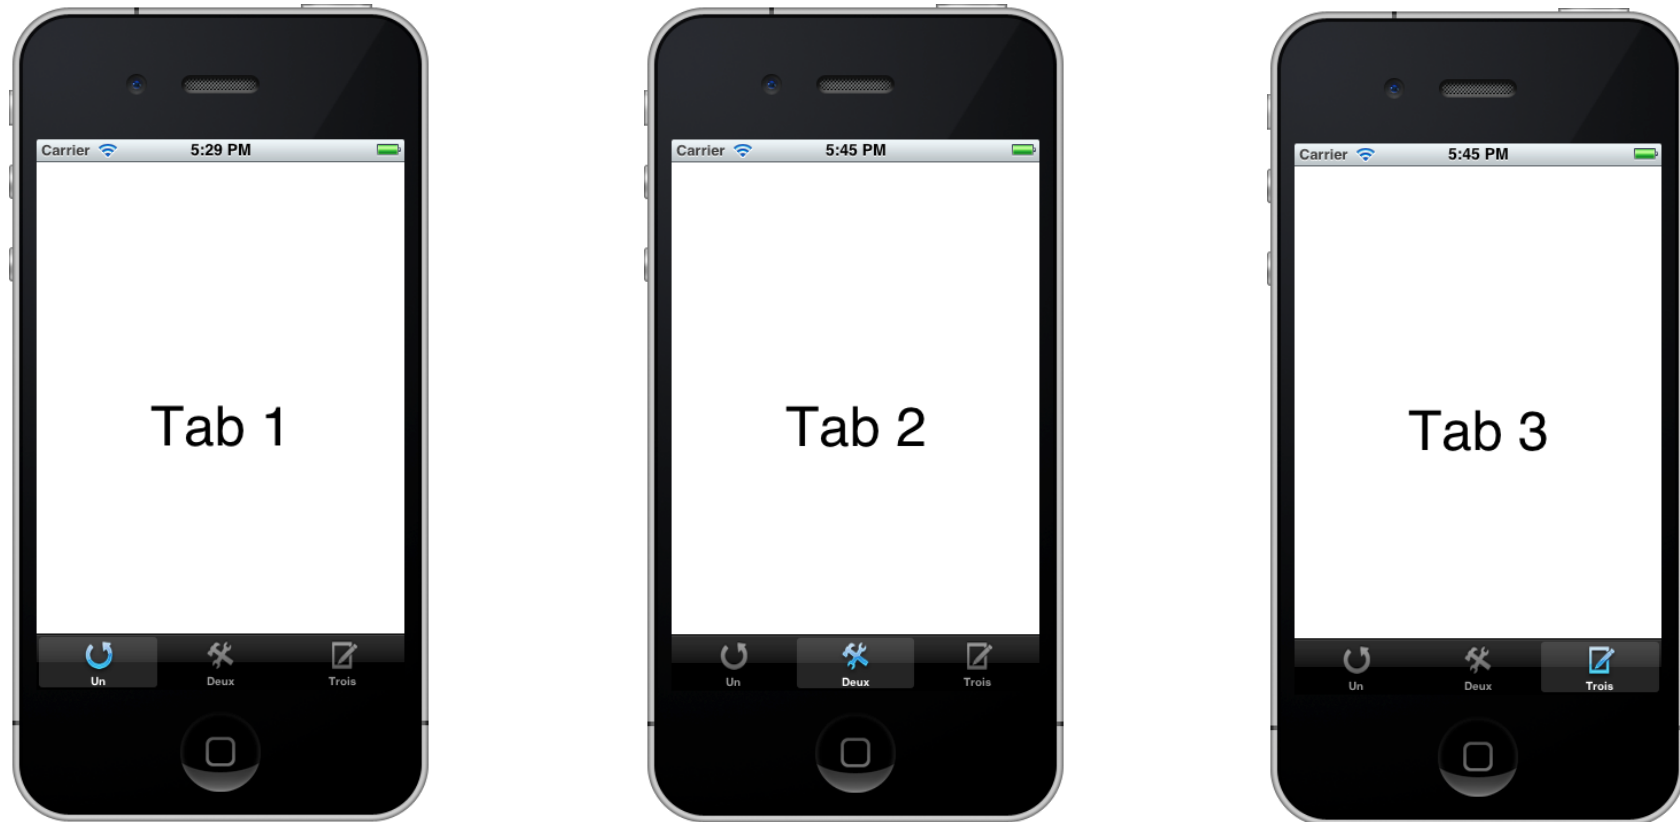 Carrier 5:29 PM
Tab 1
Un Deux Trois
Carrier 5:45 PM
Tab 2
Un Deux Trois
Carrier 5:45 PM
Tab 3
Un Deux Trois